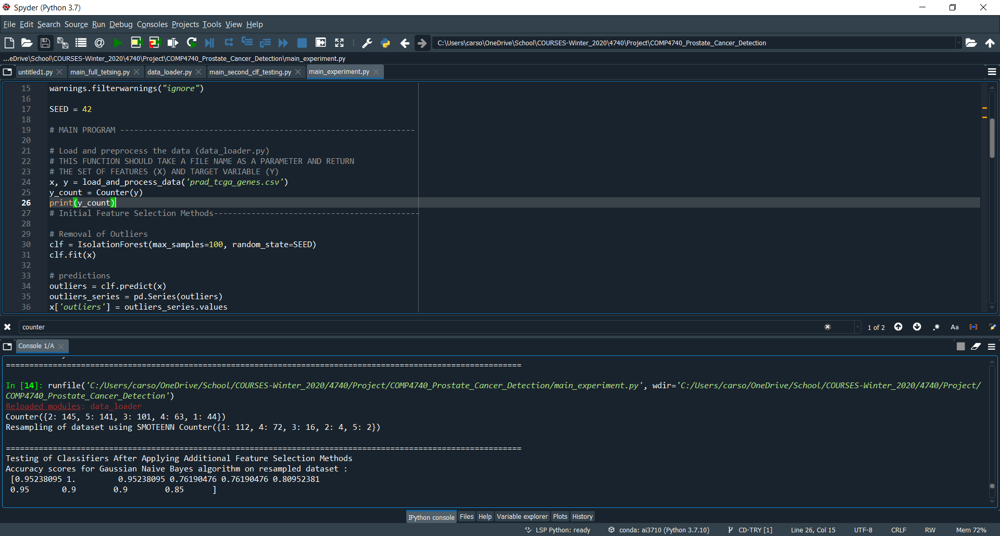 Spyder (Python 3.7)
File Edit Search Source Run Debug Consoles Projects Tools View Help
C:\Users\carso\OneDrive\School\COURSES-Winter_2020\4740\Project\COMP4740_Prostate_Cancer_Detection
...eDrive\School\COURSES-Winter_2020\4740\Project\COMP4740_Prostate_Cancer_Detection\main_experiment.py
untitled1.py main_full_tetsing.py data_loader.py main_second_clf_testing.py main_experiment.py
15 warnings.filterwarnings("ignore")
16
17 SEED = 42
18
19 # MAIN PROGRAM ---------------------------------------------------------------
20
21 # Load and preprocess the data (data_loader.py)
22 # THIS FUNCTION SHOULD TAKE A FILE NAME AS A PARAMETER AND RETURN
23 # THE SET OF FEATURES (X) AND TARGET VARIABLE (Y)
24 x, y = load_and_process_data('prad_tcga_genes.csv')
25 y_count = Counter(y)
26 print(y_count)
27 # Initial Feature Selection Methods--------------------------------------------
28
29 # Removal of Outliers
30 clf = IsolationForest(max_samples=100, random_state=SEED)
31 clf.fit(x)
32
33 # predictions
34 outliers = clf.predict(x)
35 outliers_series = pd.Series(outliers)
36 x['outliers'] = outliers_series.values
counter 1 of 2 .* Aa
Console 1/A
==============================================================================================================
In [14]: runfile('C:/Users/carso/OneDrive/School/COURSES-Winter_2020/4740/Project/COMP4740_Prostate_Cancer_Detection/main_experiment.py', wdir='C:/Users/carso/OneDrive/School/COURSES-Winter_2020/4740/Project/
COMP4740_Prostate_Cancer_Detection')
Reloaded modules: data_loader
Counter({2: 145, 5: 141, 3: 101, 4: 63, 1: 44})
Resampling of dataset using SMOTEENN Counter({1: 112, 4: 72, 3: 16, 2: 4, 5: 2})
==============================================================================================================
Testing of Classifiers After Applying Additional Feature Selection Methods
Accuracy scores for Gaussian Naive Bayes algorithm on resampled dataset :
[0.95238095 1. 0.95238095 0.76190476 0.76190476 0.80952381
0.95 0.9 0.9 0.85 ]
IPython console Files Help Variable explorer Plots History
LSP Python: ready conda: ai3710 (Python 3.7.10) CD-TRY [1] Line 26, Col 15 UTF-8 CRLF RW Mem 72%